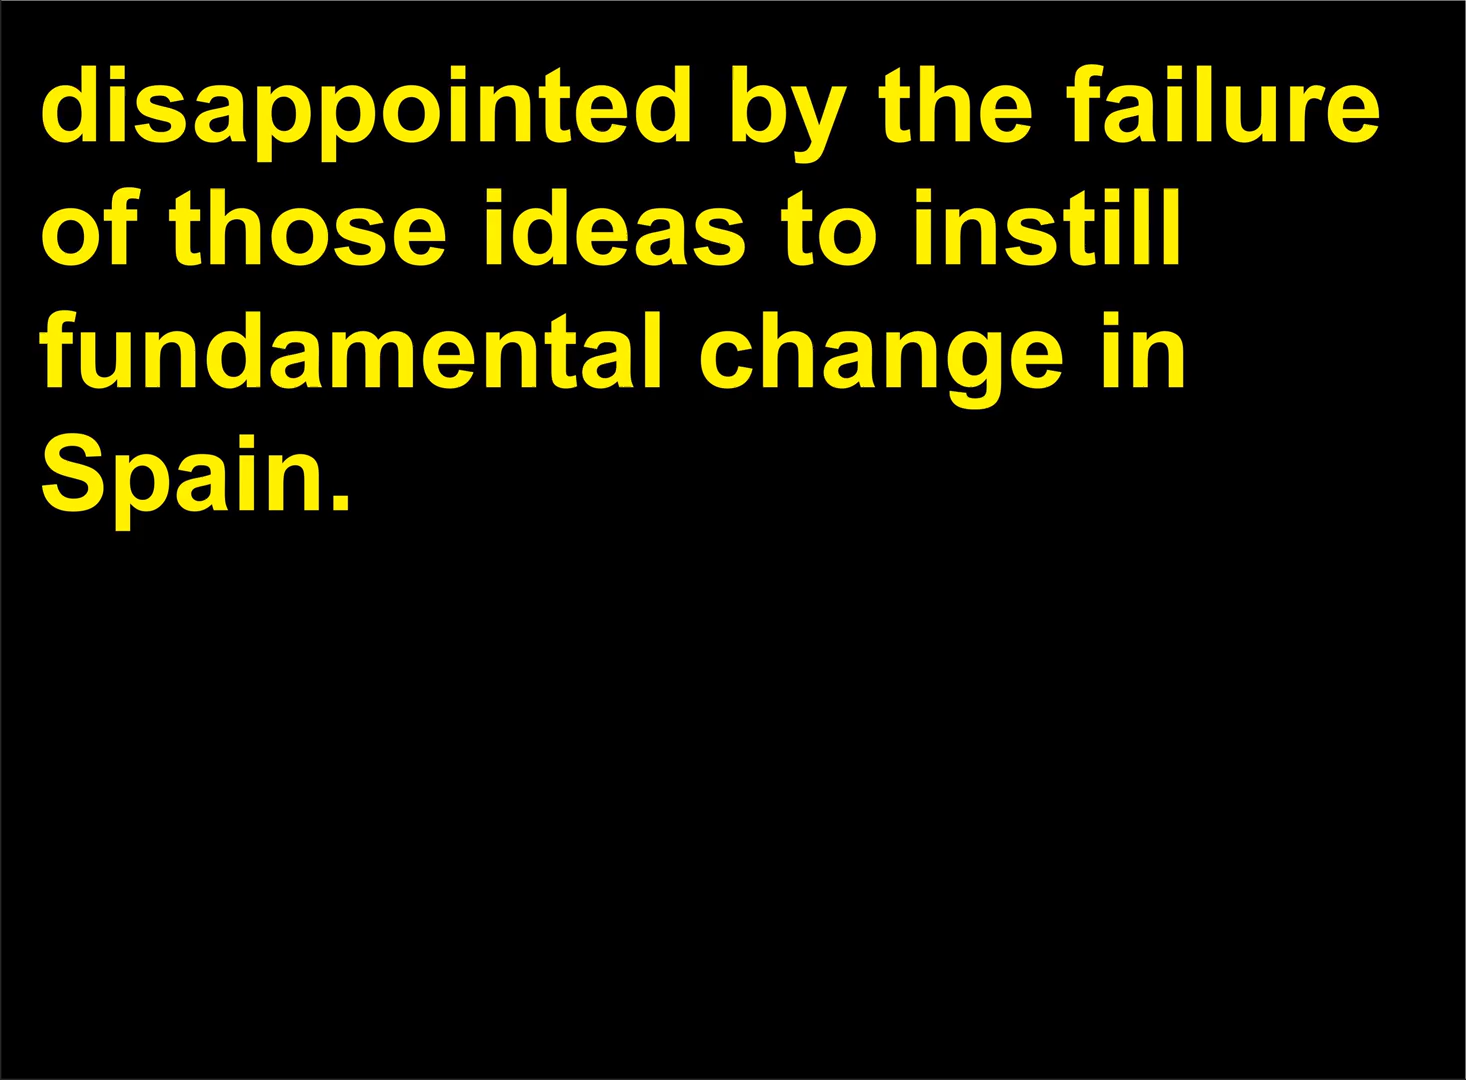 disappointed by the failure
of those ideas to instill
fundamental change in
Spain.